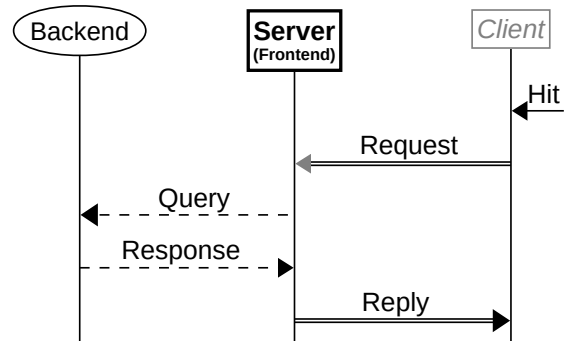 Backend
Server
(Frontend)
Client
Hit
Request
Query
Response
Reply